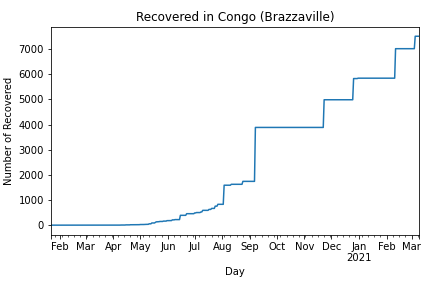 Recovered in Congo (Brazzaville)
Number of Recovered
7000
6000
5000
4000
3000
2000
1000
0
Feb Mar Apr May Jun Jul Aug Sep Oct Nov Dec Jan Feb Mar
2021
Day